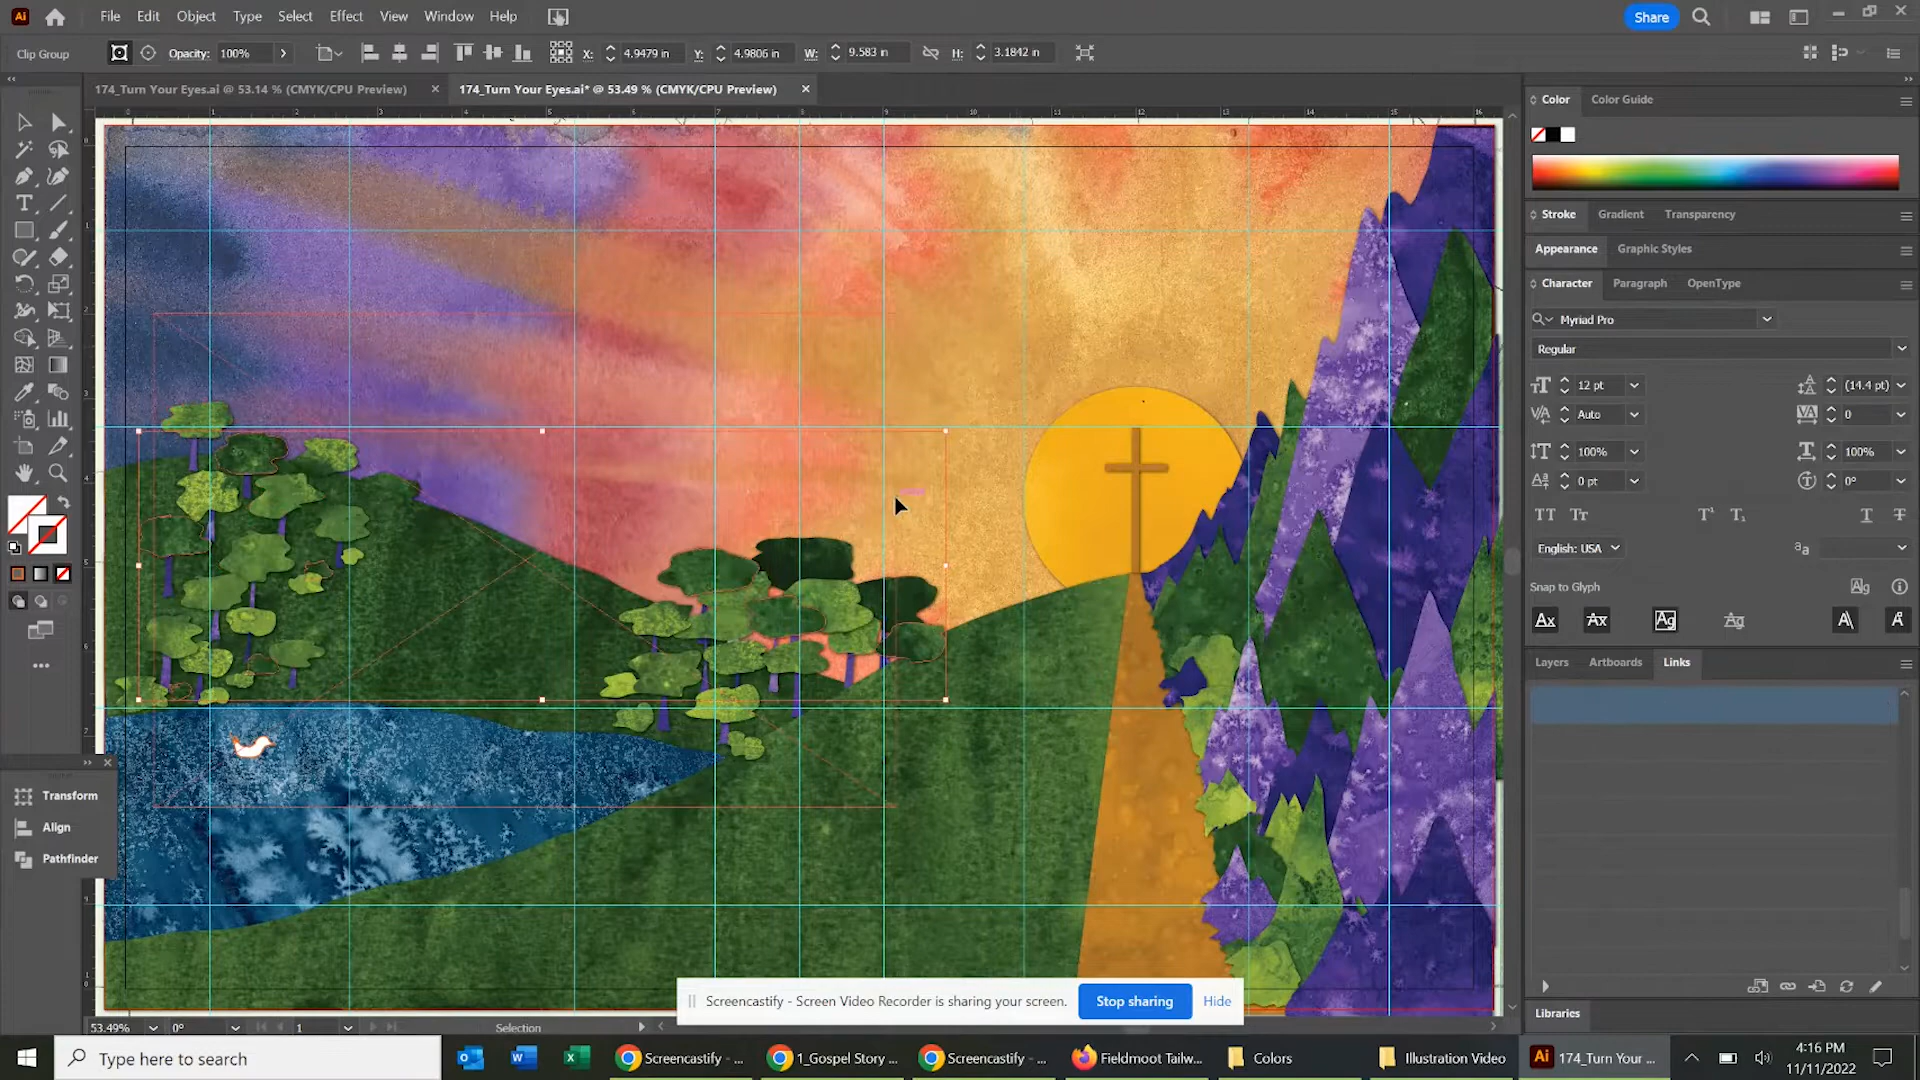 Ai File Edit Object Type Select Effect View Window Help Share
Clip Group Opacity: 100% X: 4.9479 in Y: 4.9806 in W: 9.583 in H: 3.1842 in
174_Turn Your Eyes.ai @ 53.14 % (CMYK/CPU Preview) 174_Turn Your Eyes.ai* @ 53.49 % (CMYK/CPU Preview)
Color Color Guide
Stroke Gradient Transparency
Appearance Graphic Styles
Character Paragraph OpenType
Myriad Pro
Regular
12 pt (14.4 pt)
Auto 0
100% 100%
0 pt 0°
English: USA
Snap to Glyph
Layers Artboards Links
Transform
Align
Pathfinder
Screencastify - Screen Video Recorder is sharing your screen. Stop sharing Hide
Libraries
53.49% 0° 1 Selection
Type here to search Screencastify - ... 1_Gospel Story ... Screencastify - ... Fieldmoot Tailw... Colors Illustration Video Ai 174_Turn Your ... 4:16 PM
11/11/2022